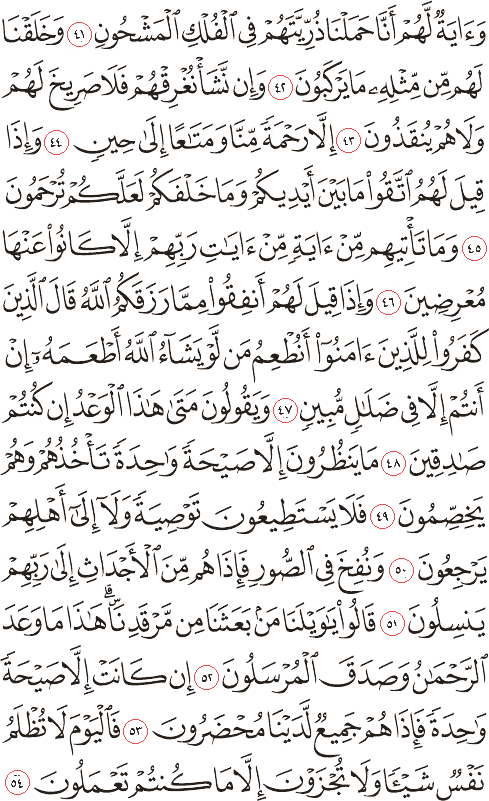 وَءَايَةٌ لَّهُمْ أَنَّا حَمَلْنَا ذُرِّيَّتَهُمْ فِي ٱلْفُلْكِ ٱلْمَشْحُونِ ٤١ وَخَلَقْنَا
لَهُم مِّن مِّثْلِهِۦ مَا يَرْكَبُونَ ٤٢ وَإِن نَّشَأْ نُغْرِقْهُمْ فَلَا صَرِيخَ لَهُمْ
وَلَا هُمْ يُنقَذُونَ ٤٣ إِلَّا رَحْمَةً مِّنَّا وَمَتَٰعًا إِلَىٰ حِينٍ ٤٤ وَإِذَا
قِيلَ لَهُمُ ٱتَّقُوا۟ مَا بَيْنَ أَيْدِيكُمْ وَمَا خَلْفَكُمْ لَعَلَّكُمْ تُرْحَمُونَ
٤٥ وَمَا تَأْتِيهِم مِّنْ ءَايَةٍ مِّنْ ءَايَٰتِ رَبِّهِمْ إِلَّا كَانُوا۟ عَنْهَا
مُعْرِضِينَ ٤٦ وَإِذَا قِيلَ لَهُمْ أَنفِقُوا۟ مِمَّا رَزَقَكُمُ ٱللَّهُ قَالَ ٱلَّذِينَ
كَفَرُوا۟ لِلَّذِينَ ءَامَنُوٓا۟ أَنُطْعِمُ مَن لَّوْ يَشَآءُ ٱللَّهُ أَطْعَمَهُۥٓ إِنْ
أَنتُمْ إِلَّا فِي ضَلَٰلٍ مُّبِينٍ ٤٧ وَيَقُولُونَ مَتَىٰ هَٰذَا ٱلْوَعْدُ إِن كُنتُمْ
صَٰدِقِينَ ٤٨ مَا يَنظُرُونَ إِلَّا صَيْحَةً وَٰحِدَةً تَأْخُذُهُمْ وَهُمْ
يَخِصِّمُونَ ٤٩ فَلَا يَسْتَطِيعُونَ تَوْصِيَةً وَلَآ إِلَىٰٓ أَهْلِهِمْ
يَرْجِعُونَ ٥٠ وَنُفِخَ فِي ٱلصُّورِ فَإِذَا هُم مِّنَ ٱلْأَجْدَاثِ إِلَىٰ رَبِّهِمْ
يَنسِلُونَ ٥١ قَالُوا۟ يَٰوَيْلَنَا مَنۢ بَعَثَنَا مِن مَّرْقَدِنَا ۜ ۗ هَٰذَا مَا وَعَدَ
ٱلرَّحْمَٰنُ وَصَدَقَ ٱلْمُرْسَلُونَ ٥٢ إِن كَانَتْ إِلَّا صَيْحَةً
وَٰحِدَةً فَإِذَا هُمْ جَمِيعٌ لَّدَيْنَا مُحْضَرُونَ ٥٣ فَٱلْيَوْمَ لَا تُظْلَمُ
نَفْسٌ شَيْـًٔا وَلَا تُجْزَوْنَ إِلَّا مَا كُنتُمْ تَعْمَلُونَ ٥٤